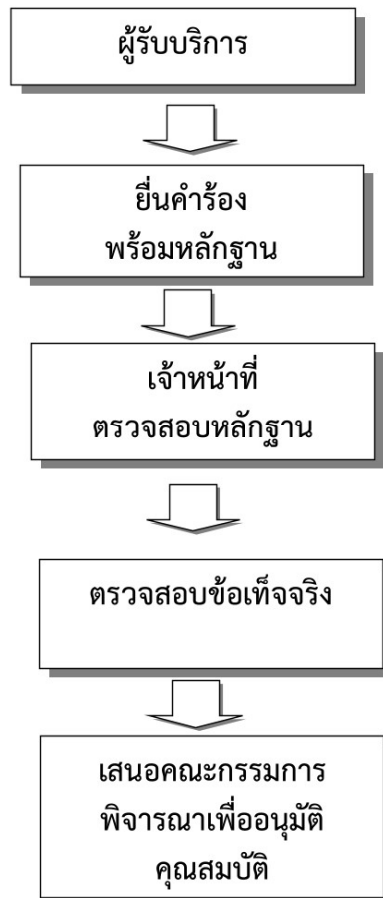 ผู้รับบริการ
ยื่นคำร้อง
พร้อมหลักฐาน
เจ้าหน้าที่
ตรวจสอบหลักฐาน
ตรวจสอบข้อเท็จจริง
เสนอคณะกรรมการ
พิจารณาเพื่ออนุมัติ
คุณสมบัติ